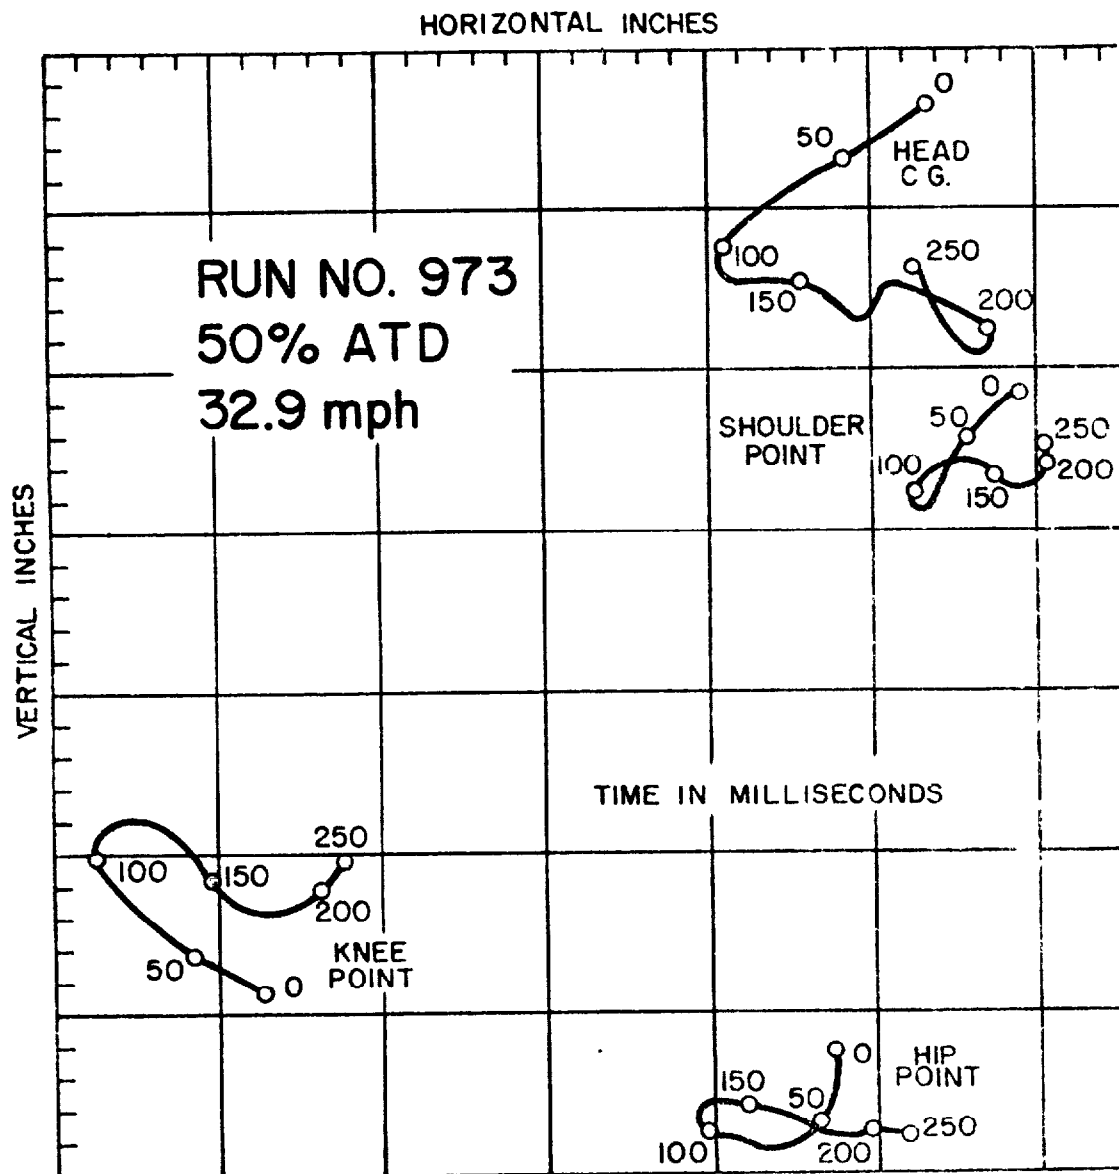 HORIZONTAL INCHES
0
50
HEAD
C G.
100
250
150
200
RUN NO. 973
50% ATD
32.9 mph
0
SHOULDER
POINT
50
250
100
200
150
VERTICAL INCHES
TIME IN MILLISECONDS
250
100
150
200
KNEE
POINT
50
0
0
HIP
POINT
150
50
100
200
250